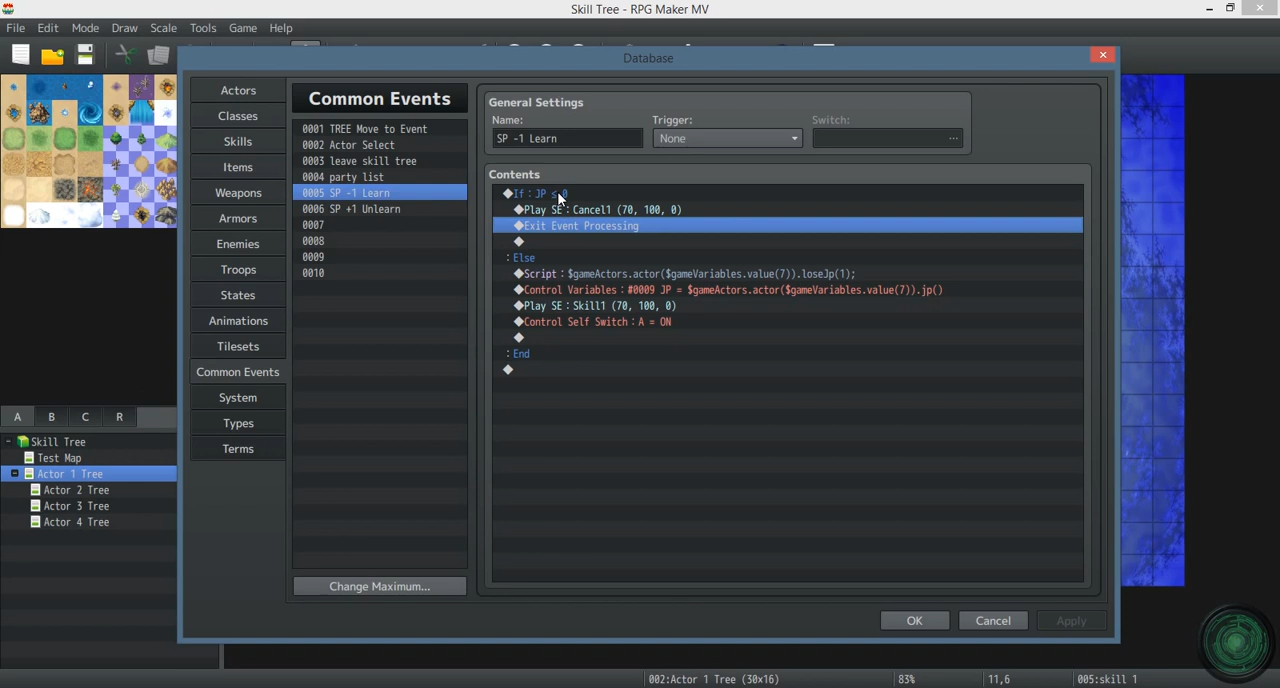 Skill Tree - RPG Maker MV
File Edit Mode Draw Scale Tools Game Help
Database
Actors
Classes
Skills
Items
Weapons
Armors
Enemies
Troops
States
Animations
Tilesets
Common Events
System
Types
Terms
Common Events
0001 TREE Move to Event
0002 Actor Select
0003 leave skill tree
0004 party list
0005 SP -1 Learn
0006 SP +1 Unlearn
0007
0008
0009
0010
Change Maximum...
General Settings
Name: Trigger: Switch:
SP -1 Learn None ...
Contents
◆If : JP ≤ 0
◆Play SE : Cancel1 (70, 100, 0)
◆Exit Event Processing
◆
: Else
◆Script : $gameActors.actor($gameVariables.value(7)).loseJp(1);
◆Control Variables : #0009 JP = $gameActors.actor($gameVariables.value(7)).jp()
◆Play SE : Skill1 (70, 100, 0)
◆Control Self Switch : A = ON
◆
: End
◆
OK Cancel Apply
A B C R
Skill Tree
Test Map
Actor 1 Tree
Actor 2 Tree
Actor 3 Tree
Actor 4 Tree
002:Actor 1 Tree (30x16) 83% 11,6 005:skill 1